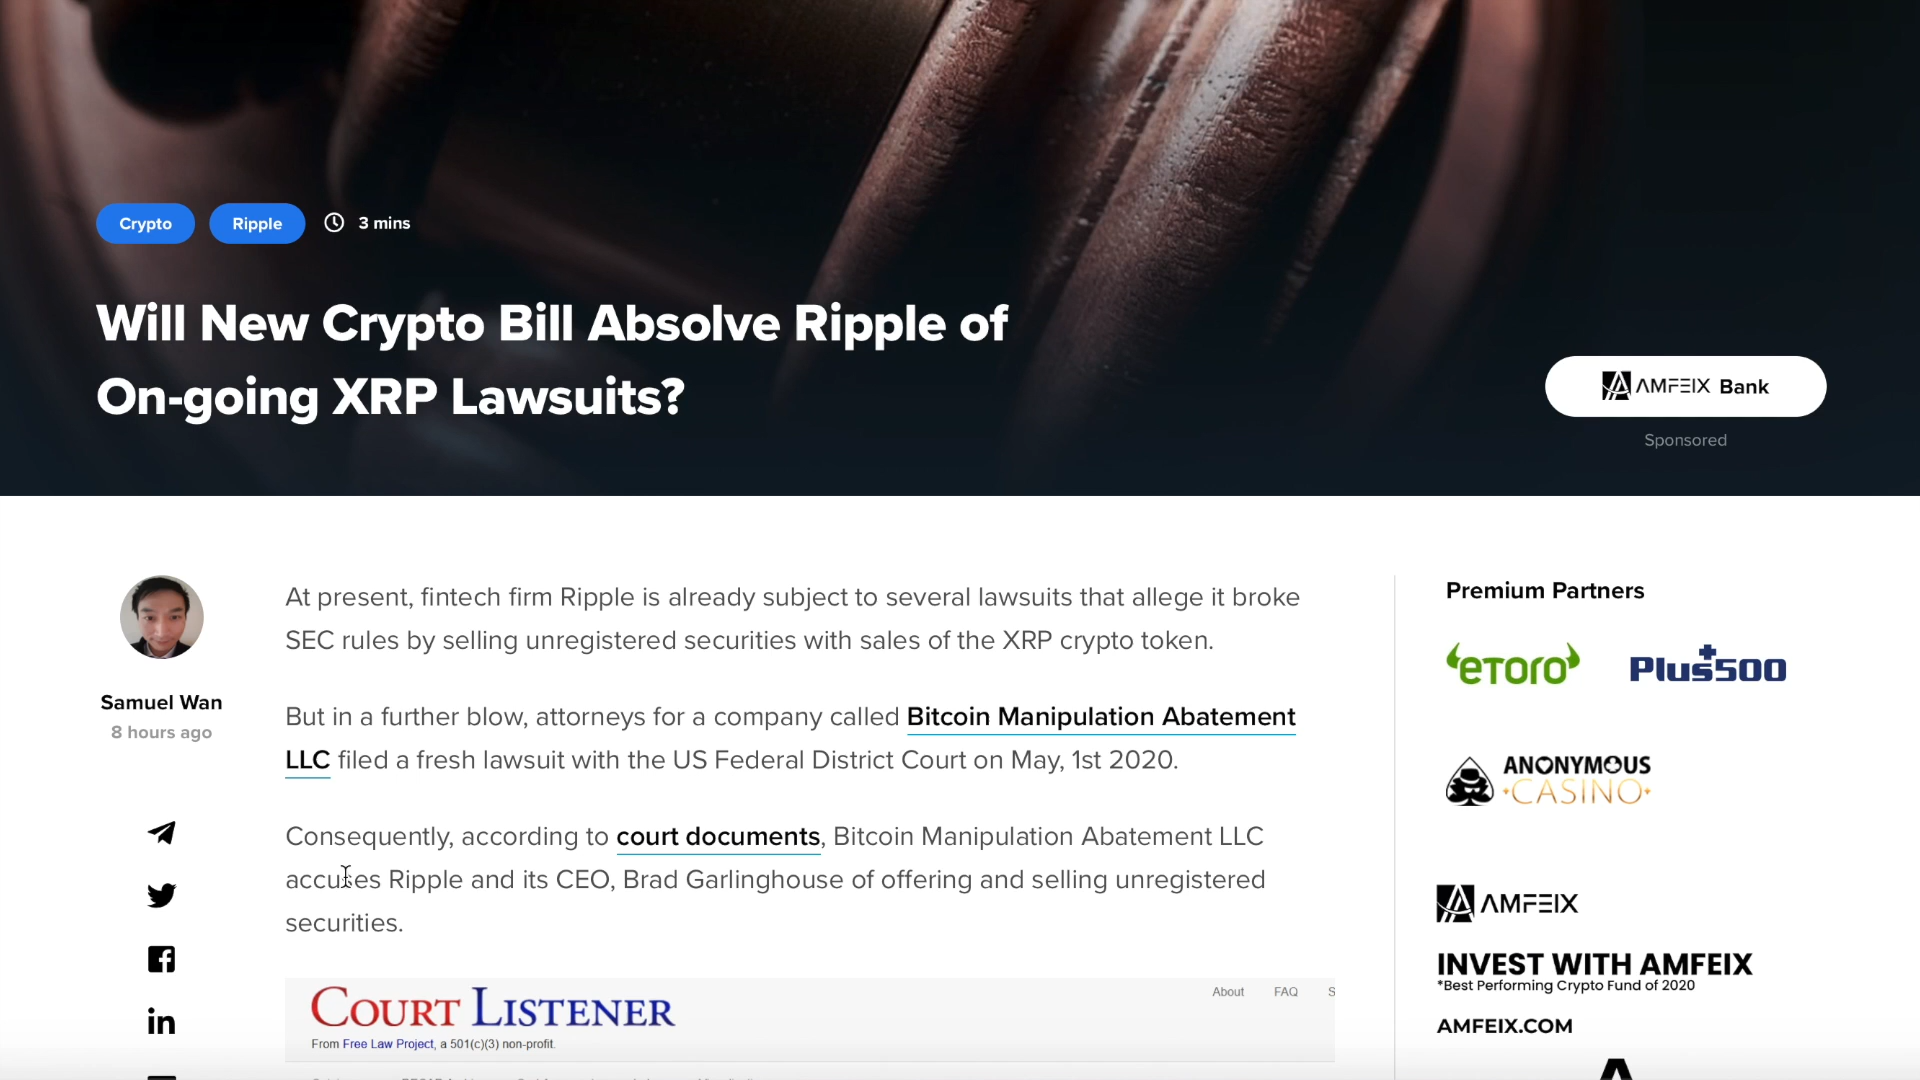 Crypto
Ripple
3 mins
Will New Crypto Bill Absolve Ripple of
On-going XRP Lawsuits?
AMFEIX Bank
Sponsored
Samuel Wan
8 hours ago
At present, fintech firm Ripple is already subject to several lawsuits that allege it broke
SEC rules by selling unregistered securities with sales of the XRP crypto token.
But in a further blow, attorneys for a company called Bitcoin Manipulation Abatement
LLC filed a fresh lawsuit with the US Federal District Court on May, 1st 2020.
Consequently, according to court documents, Bitcoin Manipulation Abatement LLC
accuses Ripple and its CEO, Brad Garlinghouse of offering and selling unregistered
securities.
COURT LISTENER
From Free Law Project, a 501(c)(3) non-profit.
About
FAQ
Premium Partners
eTORO
Plus500
ANONYMOUS
CASINO
AMFEIX
INVEST WITH AMFEIX
*Best Performing Crypto Fund of 2020
AMFEIX.COM